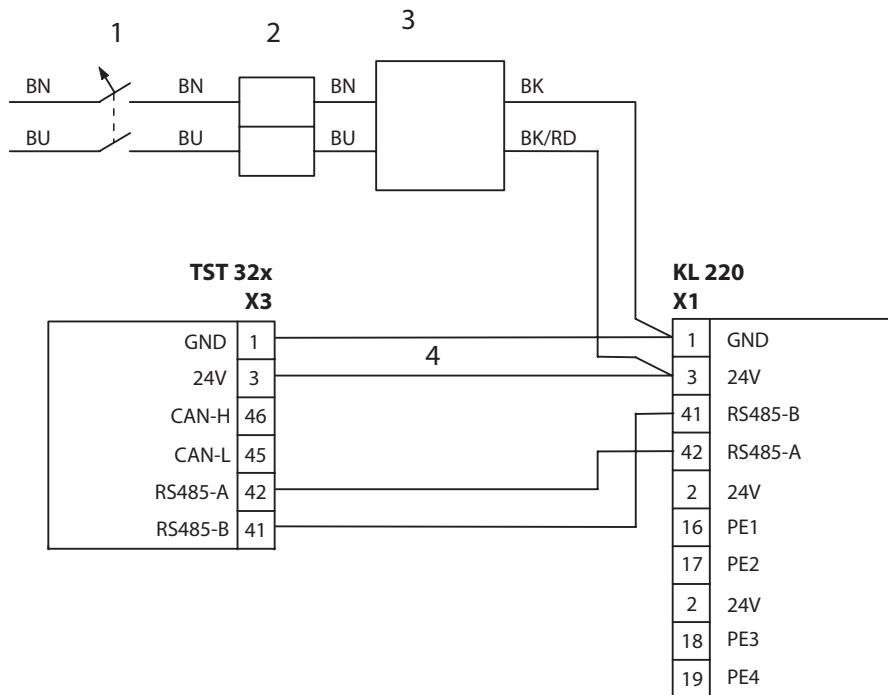 1 2 3
BN BN BN BK
BU BU BU BK/RD
TST 32x KL 220
X3 X1
GND 1 1 GND
4
24V 3 3 24V
CAN-H 46 41 RS485-B
CAN-L 45 42 RS485-A
RS485-A 42 2 24V
RS485-B 41 16 PE1
17 PE2
2 24V
18 PE3
19 PE4